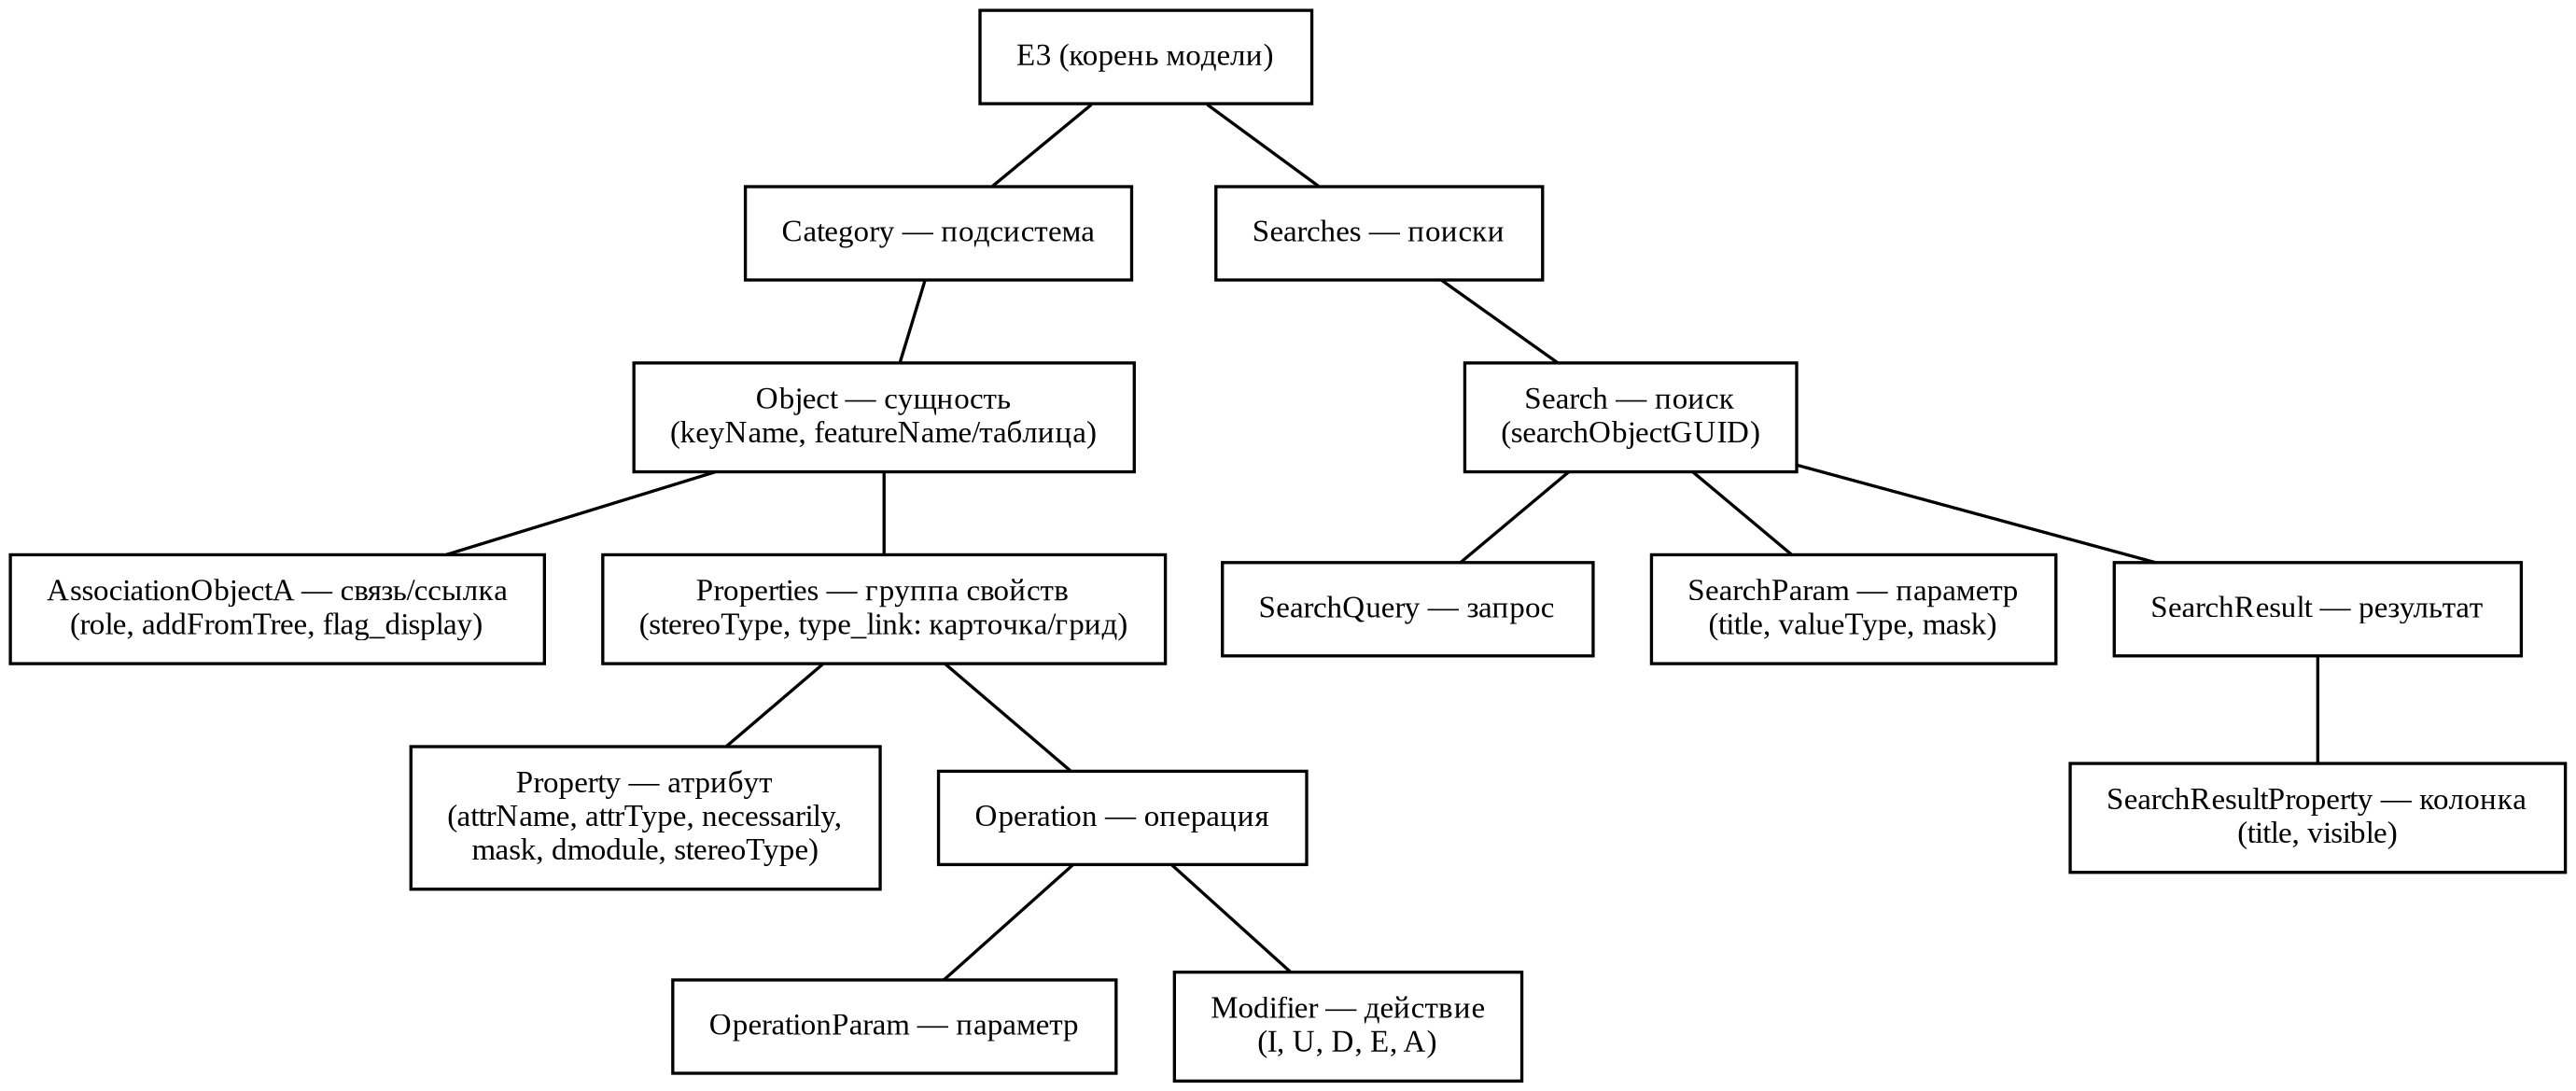 E3 (корень модели)
Category — подсистема
Searches — поиски
Object — сущность
(keyName, featureName/таблица)
Search — поиск
(searchObjectGUID)
AssociationObjectA — связь/ссылка
(role, addFromTree, flag_display)
Properties — группа свойств
(stereoType, type_link: карточка/грид)
SearchQuery — запрос
SearchParam — параметр
(title, valueType, mask)
SearchResult — результат
Property — атрибут
(attrName, attrType, necessarily,
mask, dmodule, stereoType)
Operation — операция
SearchResultProperty — колонка
(title, visible)
OperationParam — параметр
Modifier — действие
(I, U, D, E, A)